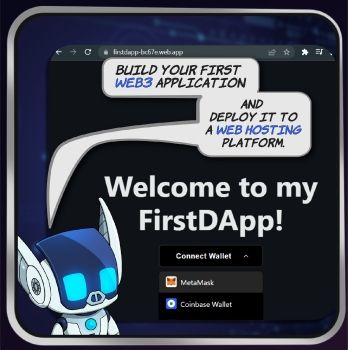 firstdapp-bc67e.web.app
BUILD YOUR FIRST
WEB3 APPLICATION
AND
DEPLOY IT TO
A WEB HOSTING
PLATFORM.
Welcome to my
FirstDApp!
Connect Wallet
MetaMask
Coinbase Wallet